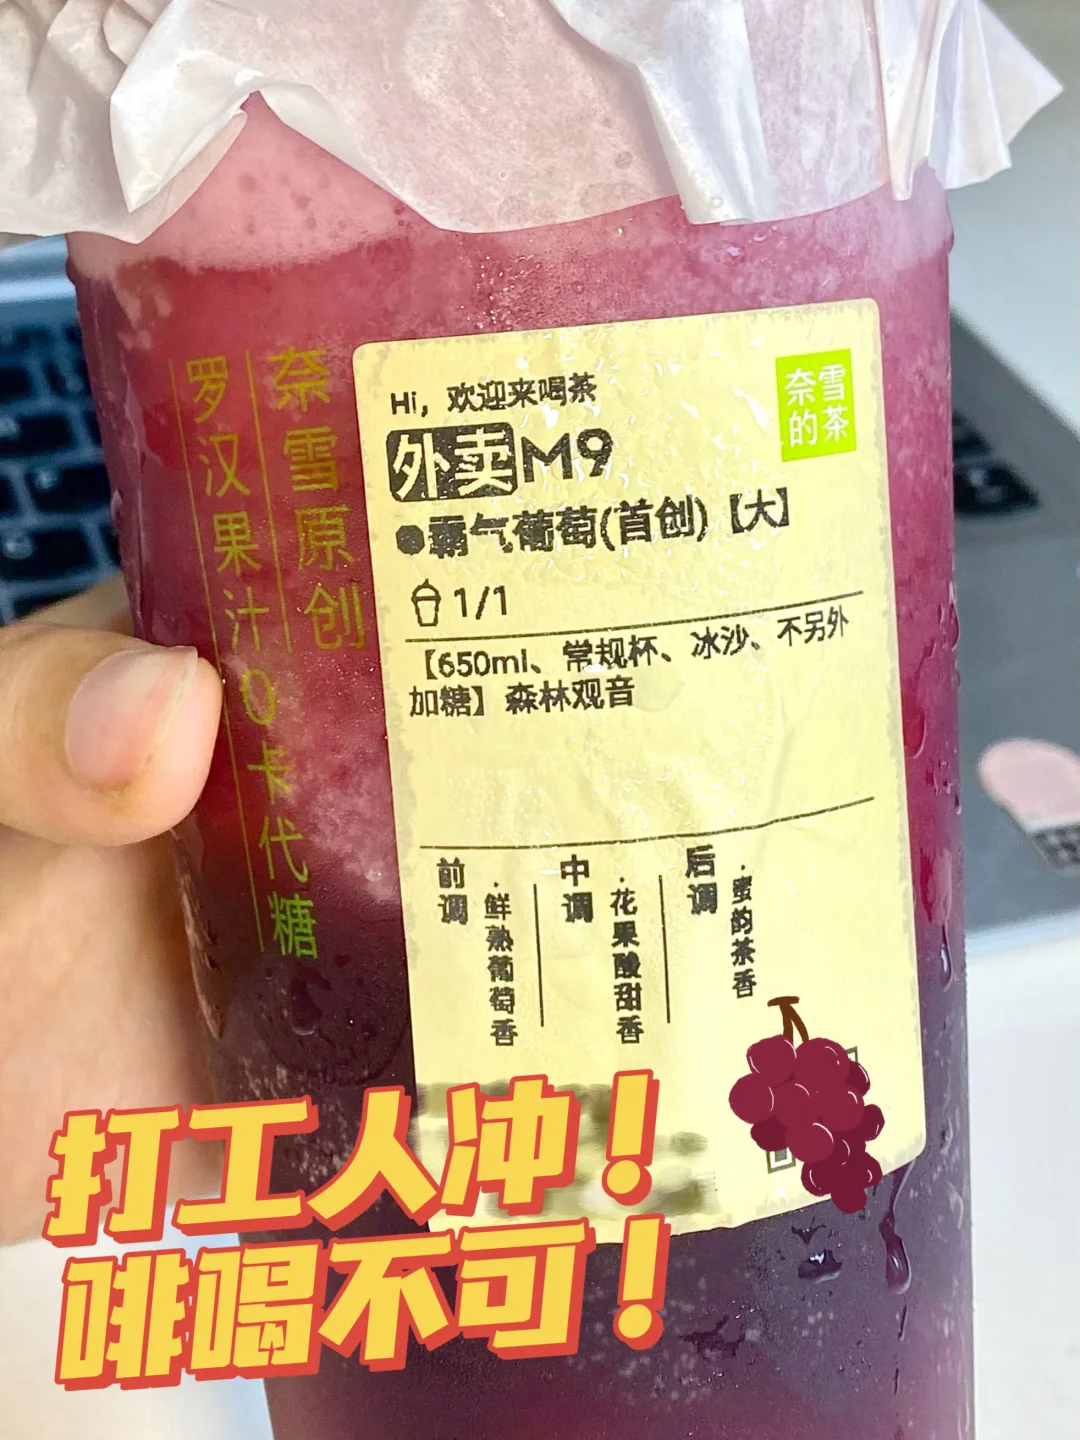 奈雪原创
罗汉果汁0卡代糖
Hi，欢迎来喝茶
奈雪
的茶
外卖M9
●霸气葡萄(首创)【大】
1/1
【650ml、常规杯、冰沙、不另外
加糖】森林观音
前调
·鲜熟葡萄香
中调
·花果酸甜香
后调
·蜜韵茶香
打工人冲！
啡喝不可！